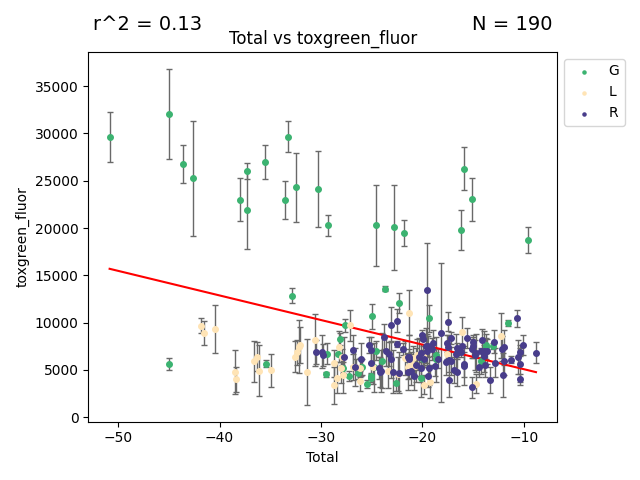 r^2 = 0.13
N = 190
Total vs toxgreen_fluor
35000
30000
25000
20000
15000
10000
5000
0
toxgreen_fluor
−50
−40
−30
−20
−10
Total
G
L
R